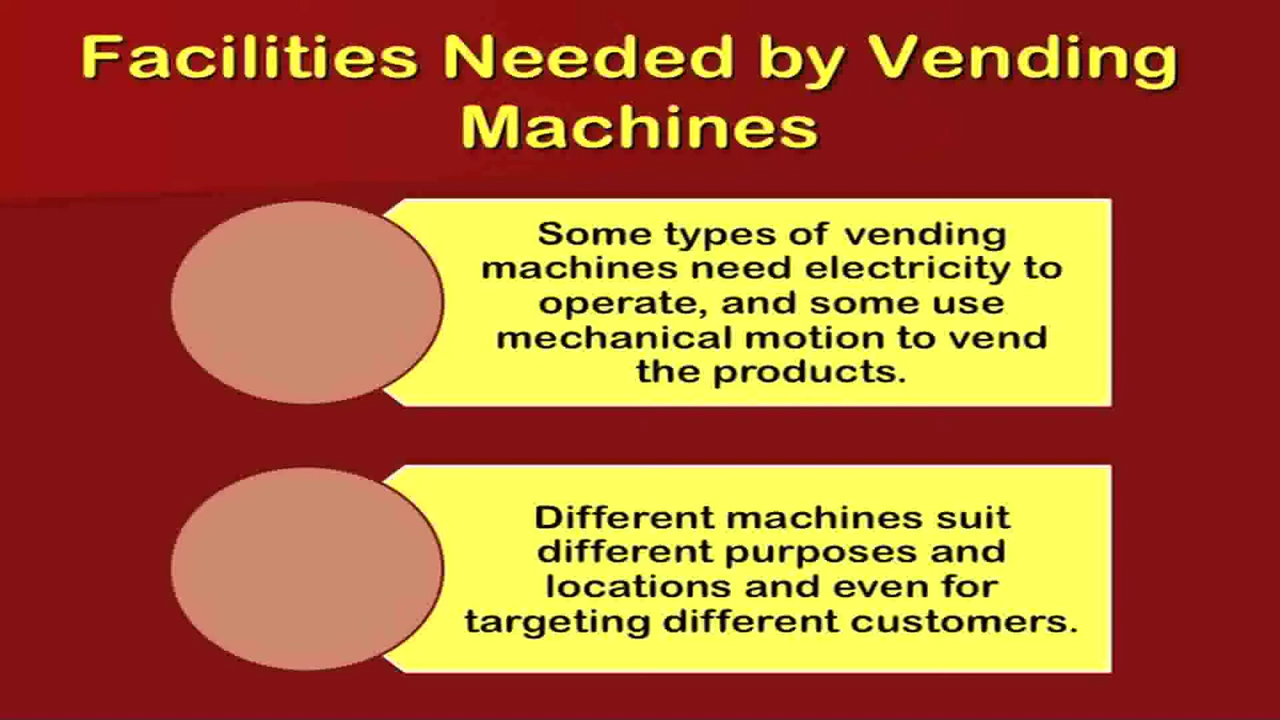 Facilities Needed by Vending
Machines
Some types of vending
machines need electricity to
operate, and some use
mechanical motion to vend
the products.
Different machines suit
different purposes and
locations and even for
targeting different customers.